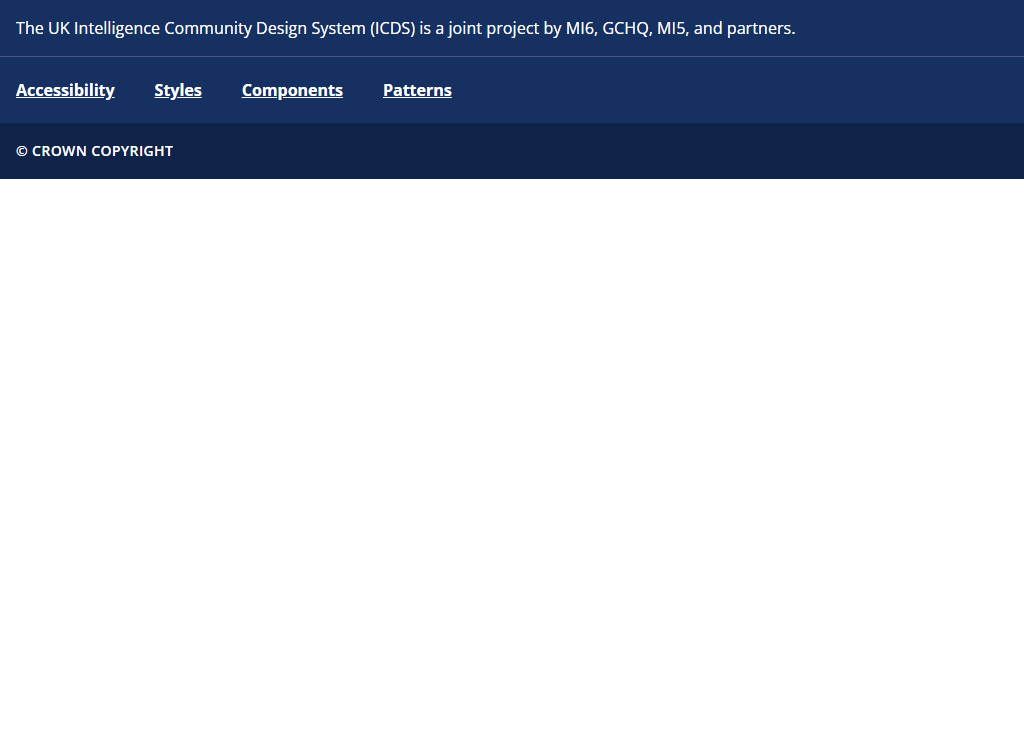 The UK Intelligence Community Design System (ICDS) is a joint project by MI6, GCHQ, MI5, and partners.
Accessibility Styles Components Patterns
© CROWN COPYRIGHT